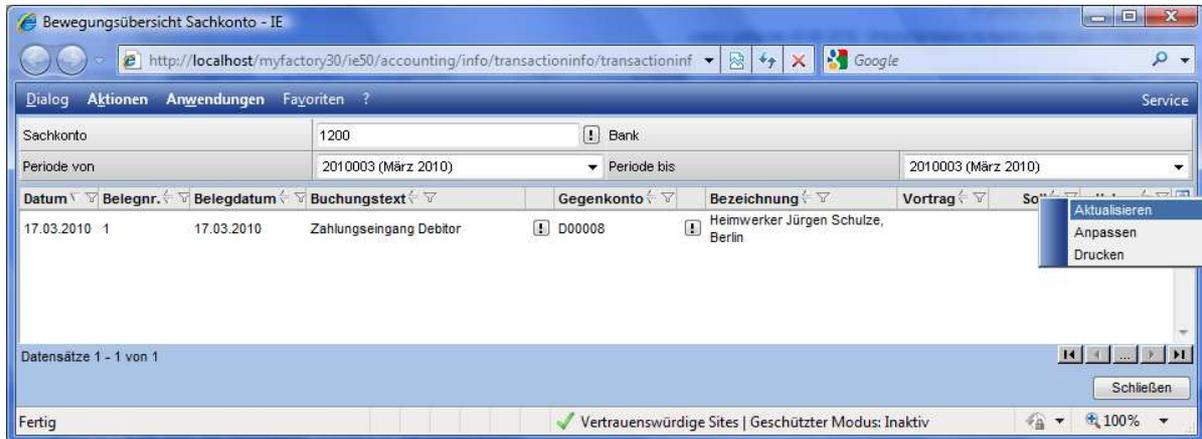 Bewegungsübersicht Sachkonto - IE
http://localhost/myfactory30/ie50/accounting/info/transactioninfo/transactioninf Google
Dialog Aktionen Anwendungen Favoriten ? Service
Sachkonto 1200 Bank
Periode von 2010003 (März 2010) Periode bis 2010003 (März 2010)
Datum Belegnr. Belegdatum Buchungstext Gegenkonto Bezeichnung Vortrag
Aktualisieren
17.03.2010 1 17.03.2010 Zahlungseingang Debitor D00008 Heimwerker Jürgen Schulze,
Berlin
Anpassen
Drucken
Datensätze 1 - 1 von 1 ...
Schließen
Fertig Vertrauenswürdige Sites | Geschützter Modus: Inaktiv 100%